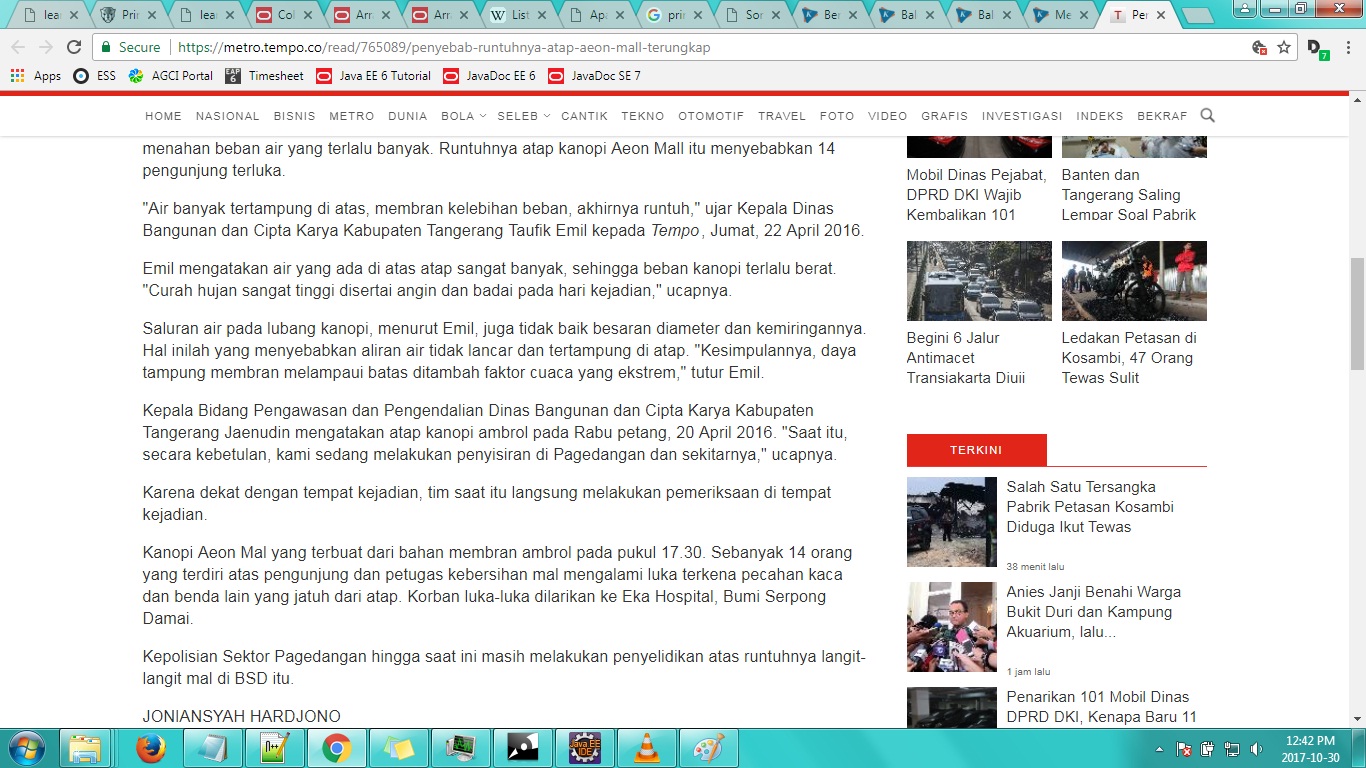 lear
Prin
lear
Col
Arra
Arra
List
Apa
prin
Sor
Ber
Bal
Bal
Me
Per
Secure
https://metro.tempo.co/read/765089/penyebab-runtuhnya-atap-aeon-mall-terungkap
7
Apps
ESS
AGCI Portal
EAP 6
Timesheet
Java EE 6 Tutorial
JavaDoc EE 6
JavaDoc SE 7
HOME NASIONAL BISNIS METRO DUNIA BOLA SELEB CANTIK TEKNO OTOMOTIF TRAVEL FOTO VIDEO GRAFIS INVESTIGASI INDEKS BEKRAF
menahan beban air yang terlalu banyak. Runtuhnya atap kanopi Aeon Mall itu menyebabkan 14
pengunjung terluka.
"Air banyak tertampung di atas, membran kelebihan beban, akhirnya runtuh," ujar Kepala Dinas
Bangunan dan Cipta Karya Kabupaten Tangerang Taufik Emil kepada Tempo, Jumat, 22 April 2016.
Emil mengatakan air yang ada di atas atap sangat banyak, sehingga beban kanopi terlalu berat.
"Curah hujan sangat tinggi disertai angin dan badai pada hari kejadian," ucapnya.
Saluran air pada lubang kanopi, menurut Emil, juga tidak baik besaran diameter dan kemiringannya.
Hal inilah yang menyebabkan aliran air tidak lancar dan tertampung di atap. "Kesimpulannya, daya
tampung membran melampaui batas ditambah faktor cuaca yang ekstrem," tutur Emil.
Kepala Bidang Pengawasan dan Pengendalian Dinas Bangunan dan Cipta Karya Kabupaten
Tangerang Jaenudin mengatakan atap kanopi ambrol pada Rabu petang, 20 April 2016. "Saat itu,
secara kebetulan, kami sedang melakukan penyisiran di Pagedangan dan sekitarnya," ucapnya.
Karena dekat dengan tempat kejadian, tim saat itu langsung melakukan pemeriksaan di tempat
kejadian.
Kanopi Aeon Mal yang terbuat dari bahan membran ambrol pada pukul 17.30. Sebanyak 14 orang
yang terdiri atas pengunjung dan petugas kebersihan mal mengalami luka terkena pecahan kaca
dan benda lain yang jatuh dari atap. Korban luka-luka dilarikan ke Eka Hospital, Bumi Serpong
Damai.
Kepolisian Sektor Pagedangan hingga saat ini masih melakukan penyelidikan atas runtuhnya langit-
langit mal di BSD itu.
JONIANSYAH HARDJONO
Mobil Dinas Pejabat,
DPRD DKI Wajib
Kembalikan 101
Banten dan
Tangerang Saling
Lempar Soal Pabrik
Begini 6 Jalur
Antimacet
Transjakarta Diuji
Ledakan Petasan di
Kosambi, 47 Orang
Tewas Sulit
TERKINI
Salah Satu Tersangka
Pabrik Petasan Kosambi
Diduga Ikut Tewas
38 menit lalu
Anies Janji Benahi Warga
Bukit Duri dan Kampung
Akuarium, lalu...
1 jam lalu
Penarikan 101 Mobil Dinas
DPRD DKI, Kenapa Baru 11
Java EE
IDE
12:42 PM
2017-10-30